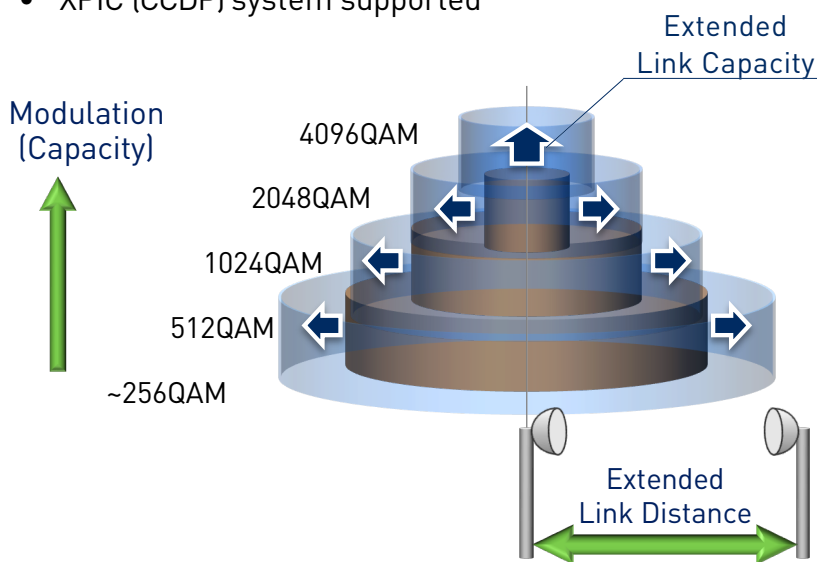 • XPIC (CCDP) system supported
Extended
Link Capacity
Modulation
(Capacity)
4096QAM
2048QAM
1024QAM
512QAM
~256QAM
Extended
Link Distance